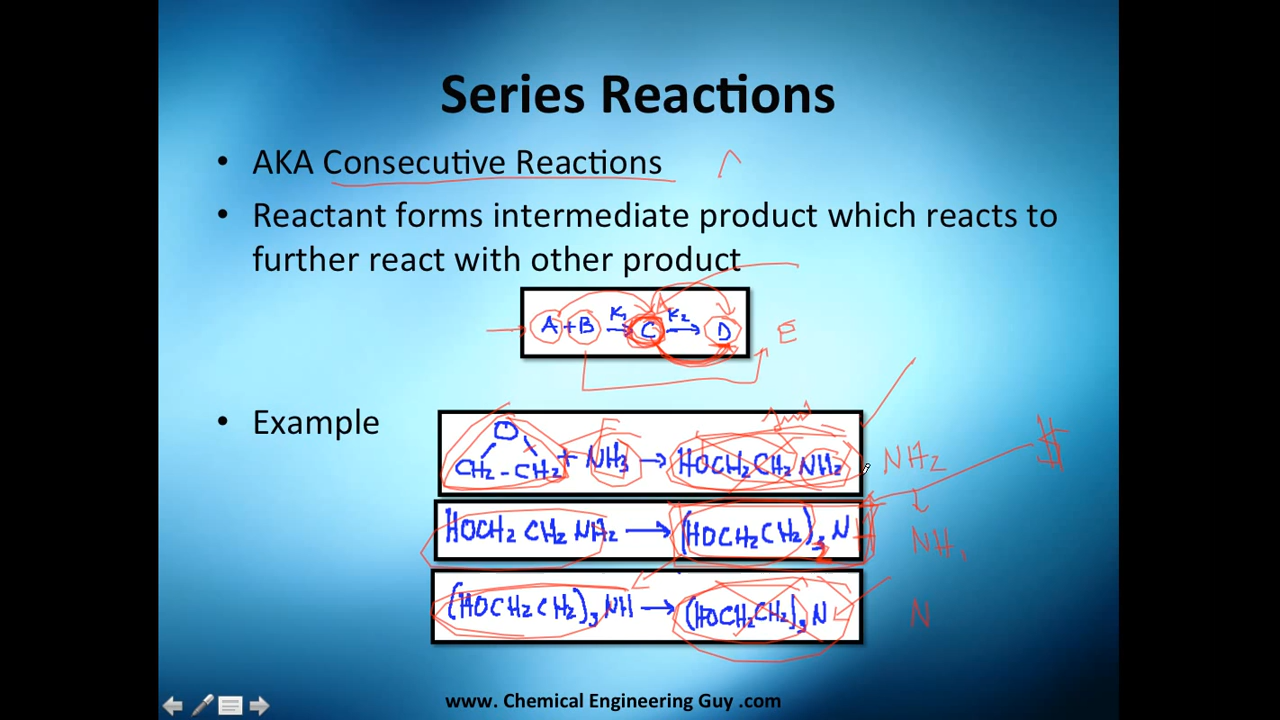 Series Reactions
• AKA Consecutive Reactions
• Reactant forms intermediate product which reacts to
further react with other product
A + B K1 → C K2 → D E
• Example
O
CH2 - CH2 + NH3 → HOCH2CH2NH2 NH2
$
HOCH2 CH2 NH2 → (HOCH2CH2)3 N H 2
NH
(HOCH2CH2)3 NH → (HOCH2CH2)3 N N
www. Chemical Engineering Guy .com